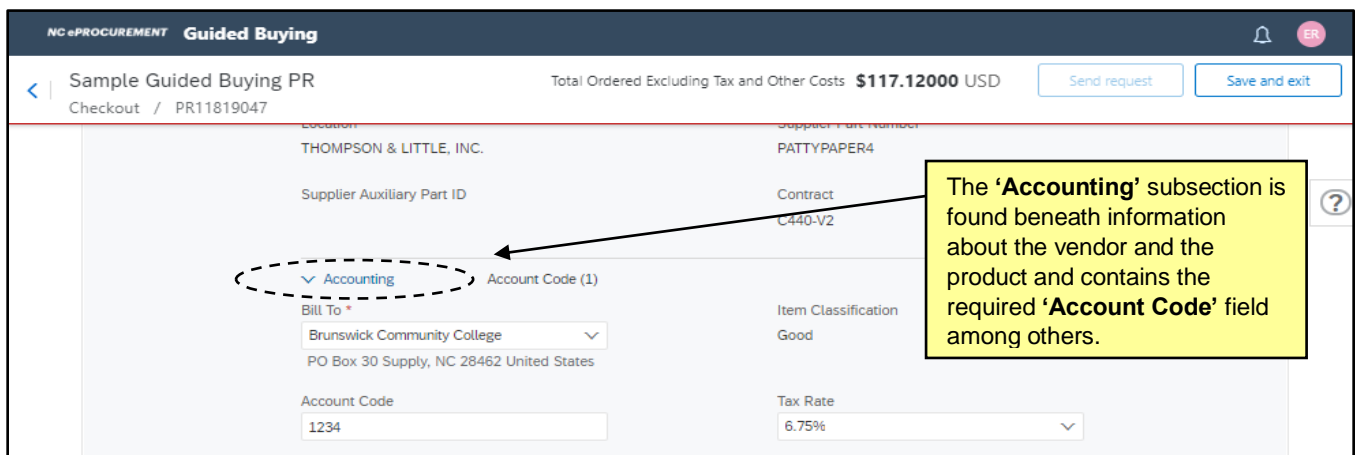 NC ePROCUREMENT Guided Buying
ER
Sample Guided Buying PR
Total Ordered Excluding Tax and Other Costs $117.12000 USD
Send request
Save and exit
Checkout / PR11819047
Location
Supplier Part Number
THOMPSON & LITTLE, INC.
PATTYPAPER4
Supplier Auxiliary Part ID
Contract
C440-V2
The ‘Accounting’ subsection is
found beneath information
about the vendor and the
product and contains the
required ‘Account Code’ field
among others.
?
Accounting
Account Code (1)
Bill To *
Item Classification
Brunswick Community College
Good
PO Box 30 Supply, NC 28462 United States
Account Code
Tax Rate
1234
6.75%